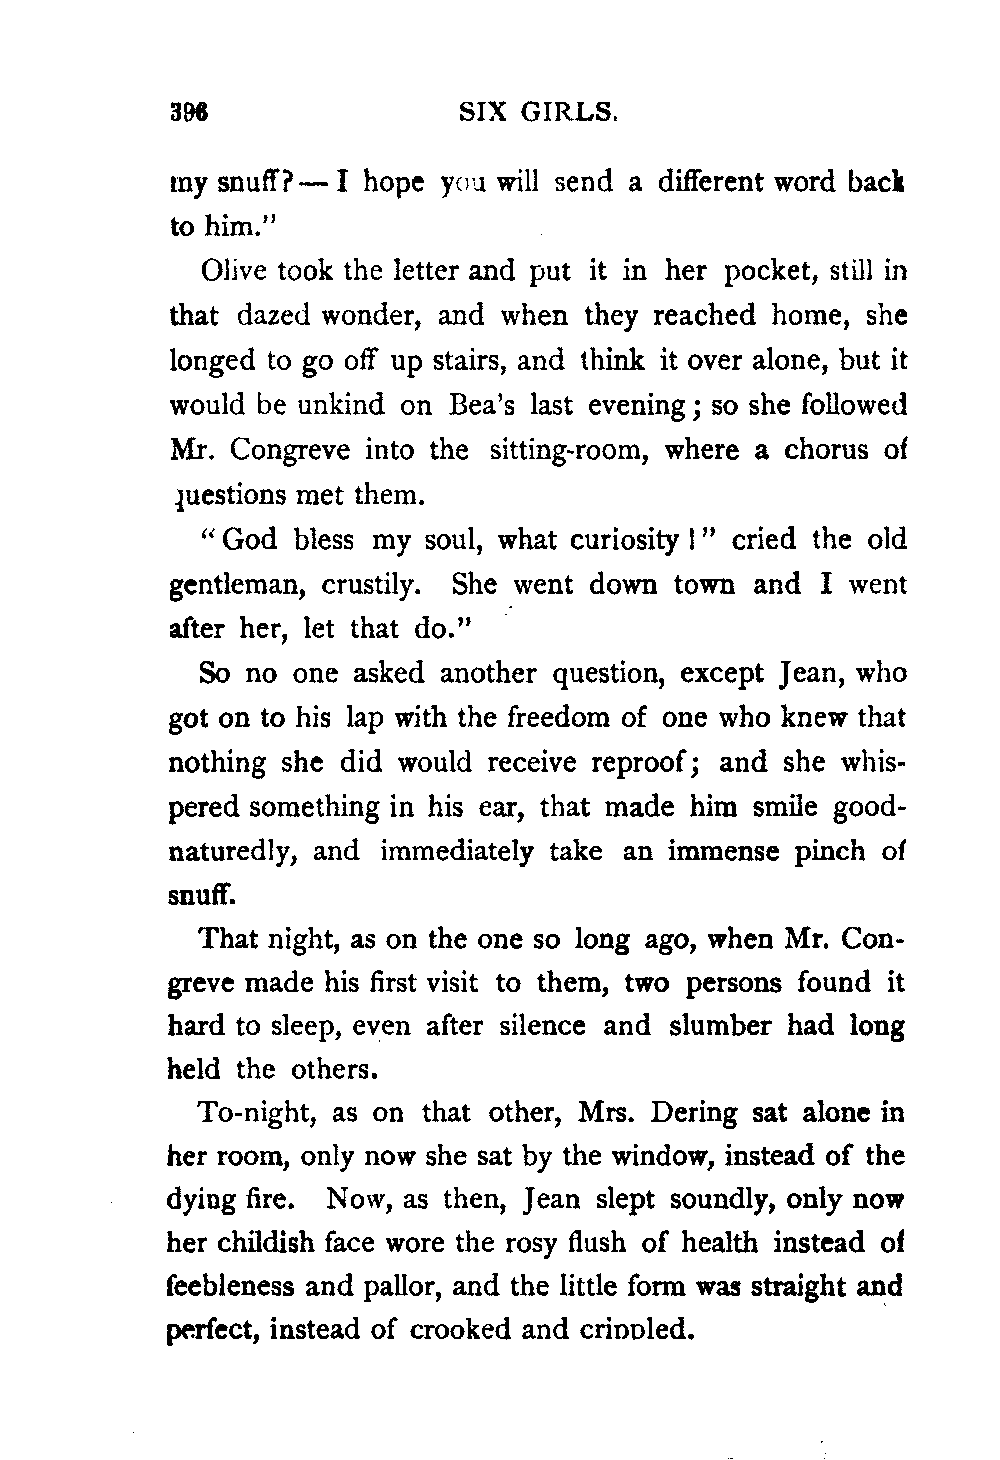 396 SIX GIRLS.
my snuff?— I hope you will send a different word back
to him."
Olive took the letter and put it in her pocket, still in
that dazed wonder, and when they reached home, she
longed to go off up stairs, and think it over alone, but it
would be unkind on Bea's last evening; so she followed
Mr. Congreve into the sitting-room, where a chorus of
questions met them.
"God bless my soul, what curiosity!" cried the old
gentleman, crustily. She went down town and I went
after her, let that do."
So no one asked another question, except Jean, who
got on to his lap with the freedom of one who knew that
nothing she did would receive reproof; and she whis-
pered something in his ear, that made him smile good-
naturedly, and immediately take an immense pinch of
snuff.
That night, as on the one so long ago, when Mr. Con-
greve made his first visit to them, two persons found it
hard to sleep, even after silence and slumber had long
held the others.
To-night, as on that other, Mrs. Dering sat alone in
her room, only now she sat by the window, instead of the
dying fire. Now, as then, Jean slept soundly, only now
her childish face wore the rosy flush of health instead of
feebleness and pallor, and the little form was straight and
perfect, instead of crooked and crippled.